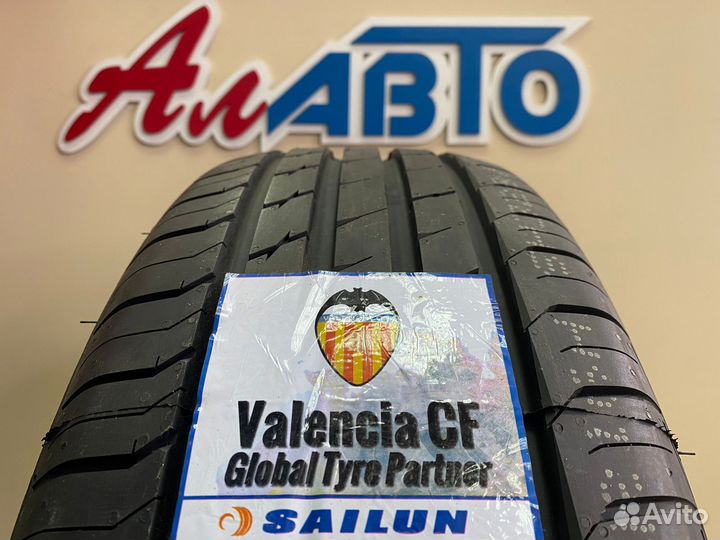 АлАВТО
Valencia CF
Global Tyre Partner
SAILUN
Avito